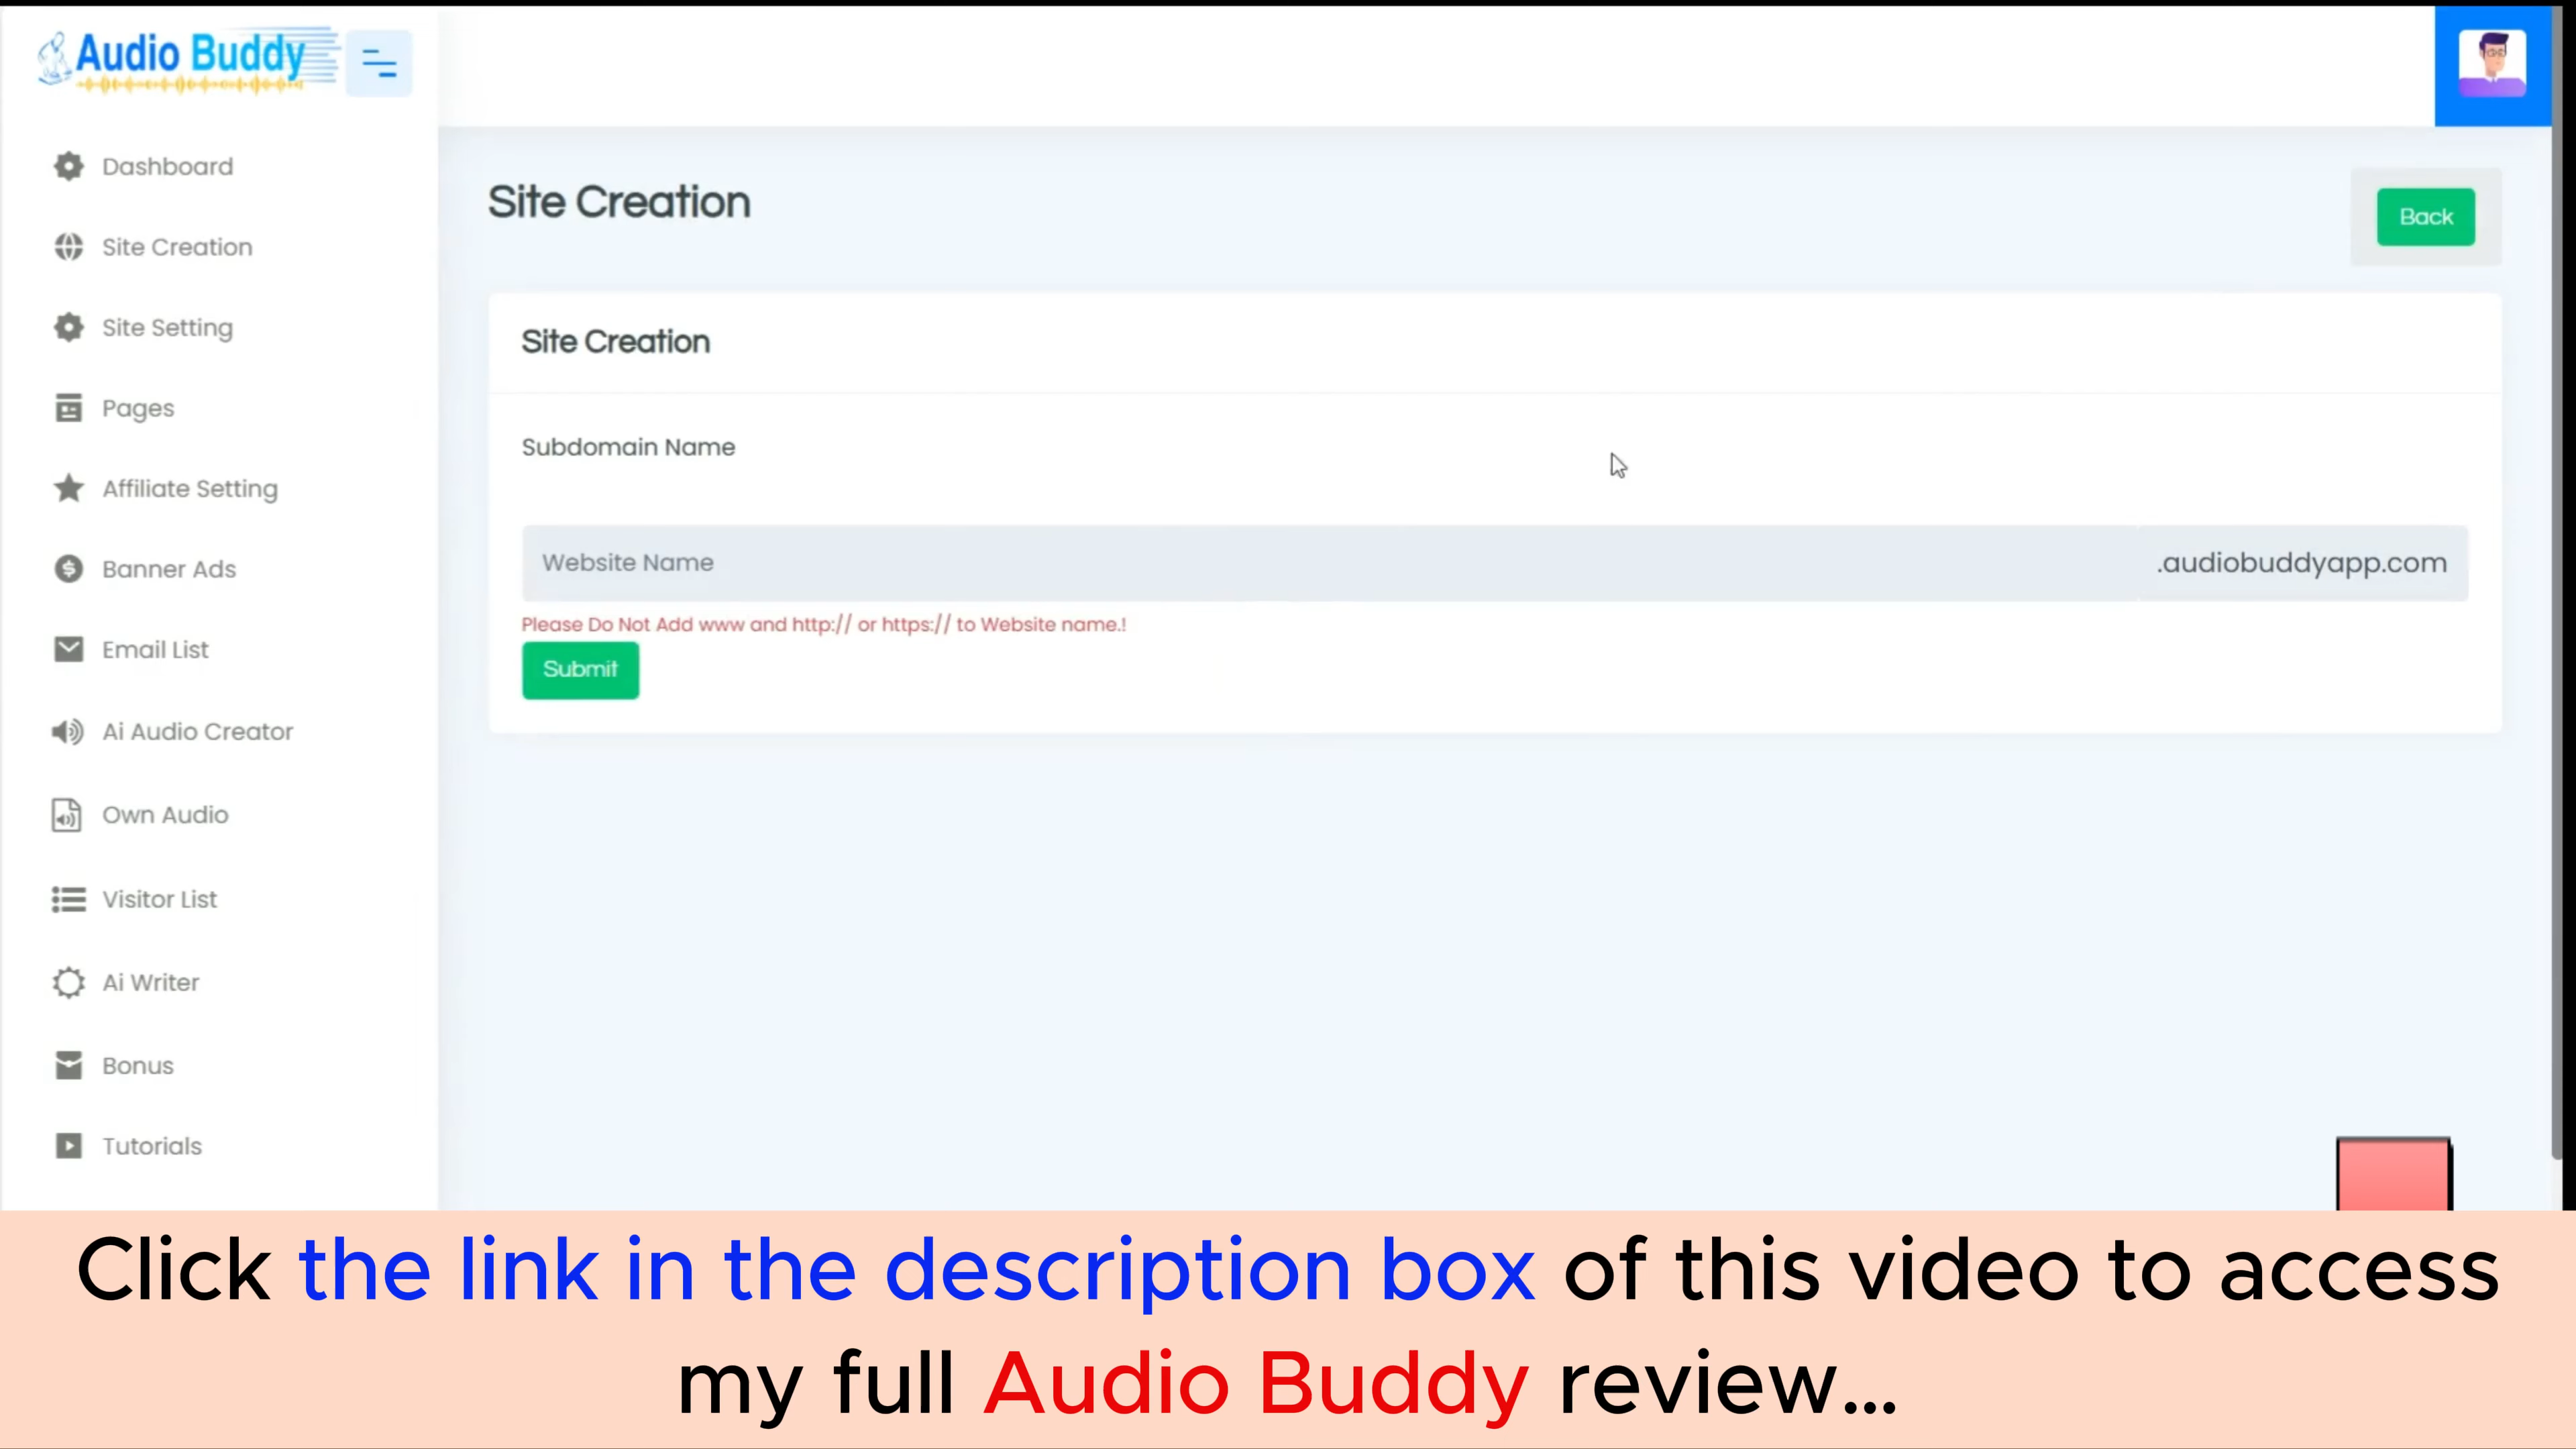 Audio Buddy
Dashboard
Site Creation
Site Setting
Pages
Affiliate Setting
Banner Ads
Email List
Ai Audio Creator
Own Audio
Visitor List
Ai Writer
Bonus
Tutorials
Site Creation
Back
Site Creation
Subdomain Name
Website Name .audiobuddyapp.com
Please Do Not Add www and http:// or https:// to Website name.!
Submit
Click the link in the description box of this video to access
my full Audio Buddy review...